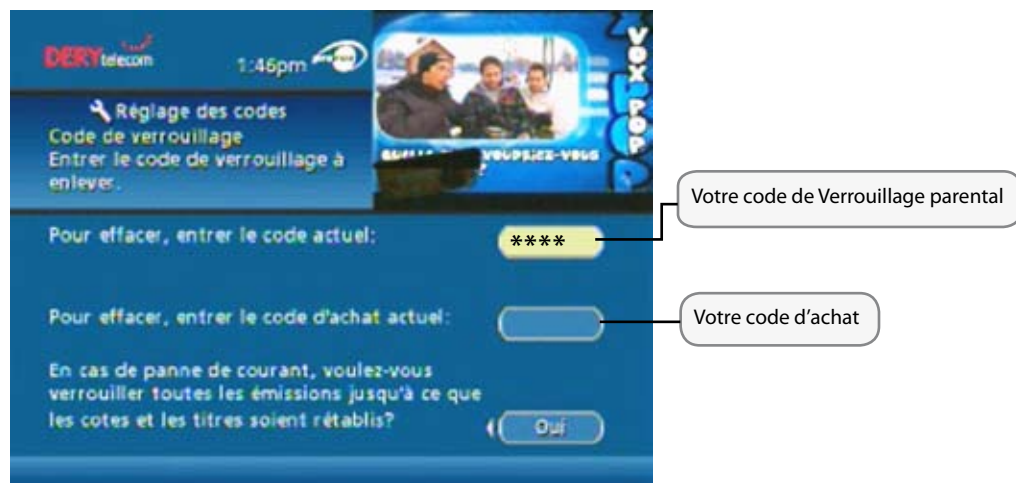 DERYtelecom
1:46pm
VOX POP
Réglage des codes
Code de verrouillage
Entrer le code de verrouillage à
enlever.
VOUDRIEZ-VOUS
?
Pour effacer, entrer le code actuel:
****
Votre code de Verrouillage parental
Pour effacer, entrer le code d'achat actuel:
Votre code d’achat
En cas de panne de courant, voulez-vous
verrouiller toutes les émissions jusqu'à ce que
les cotes et les titres soient rétablis?
Oui